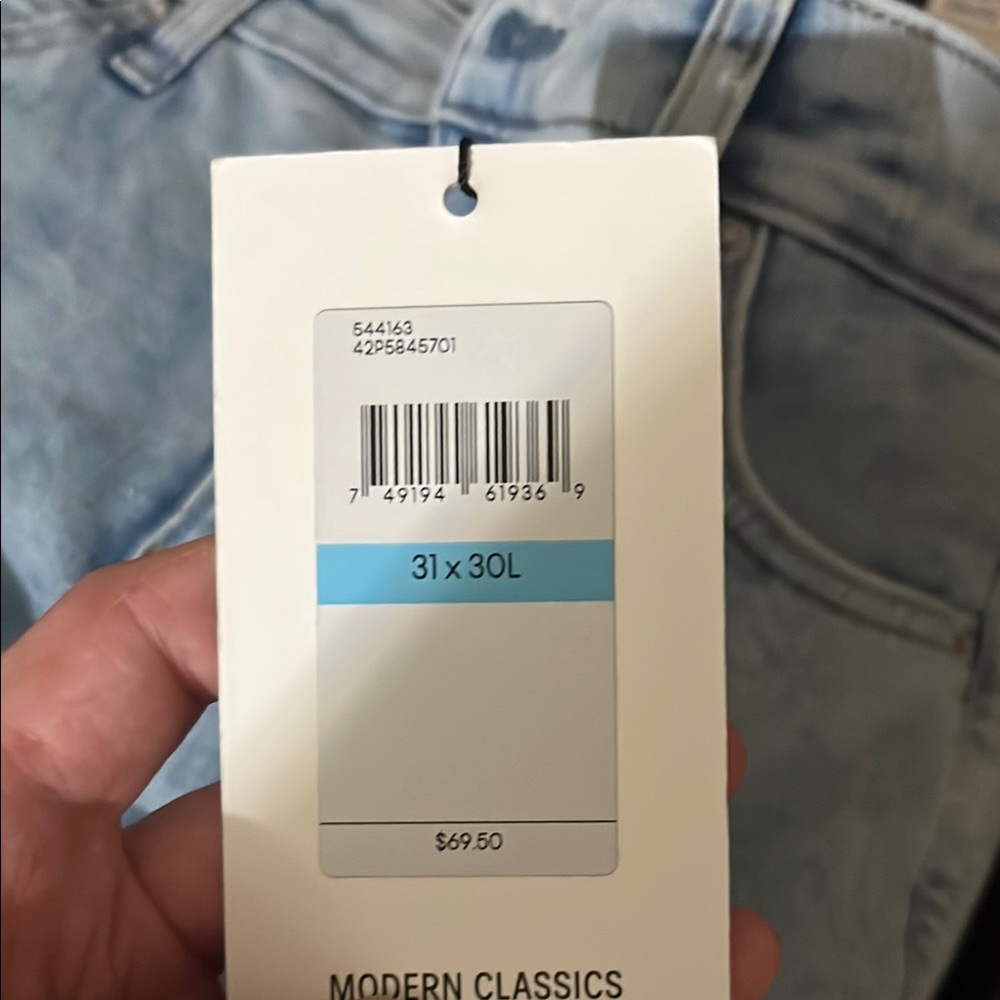 544163
42P5845701
7 49194 61936 9
31 x 30L
$69.50
MODERN CLASSICS